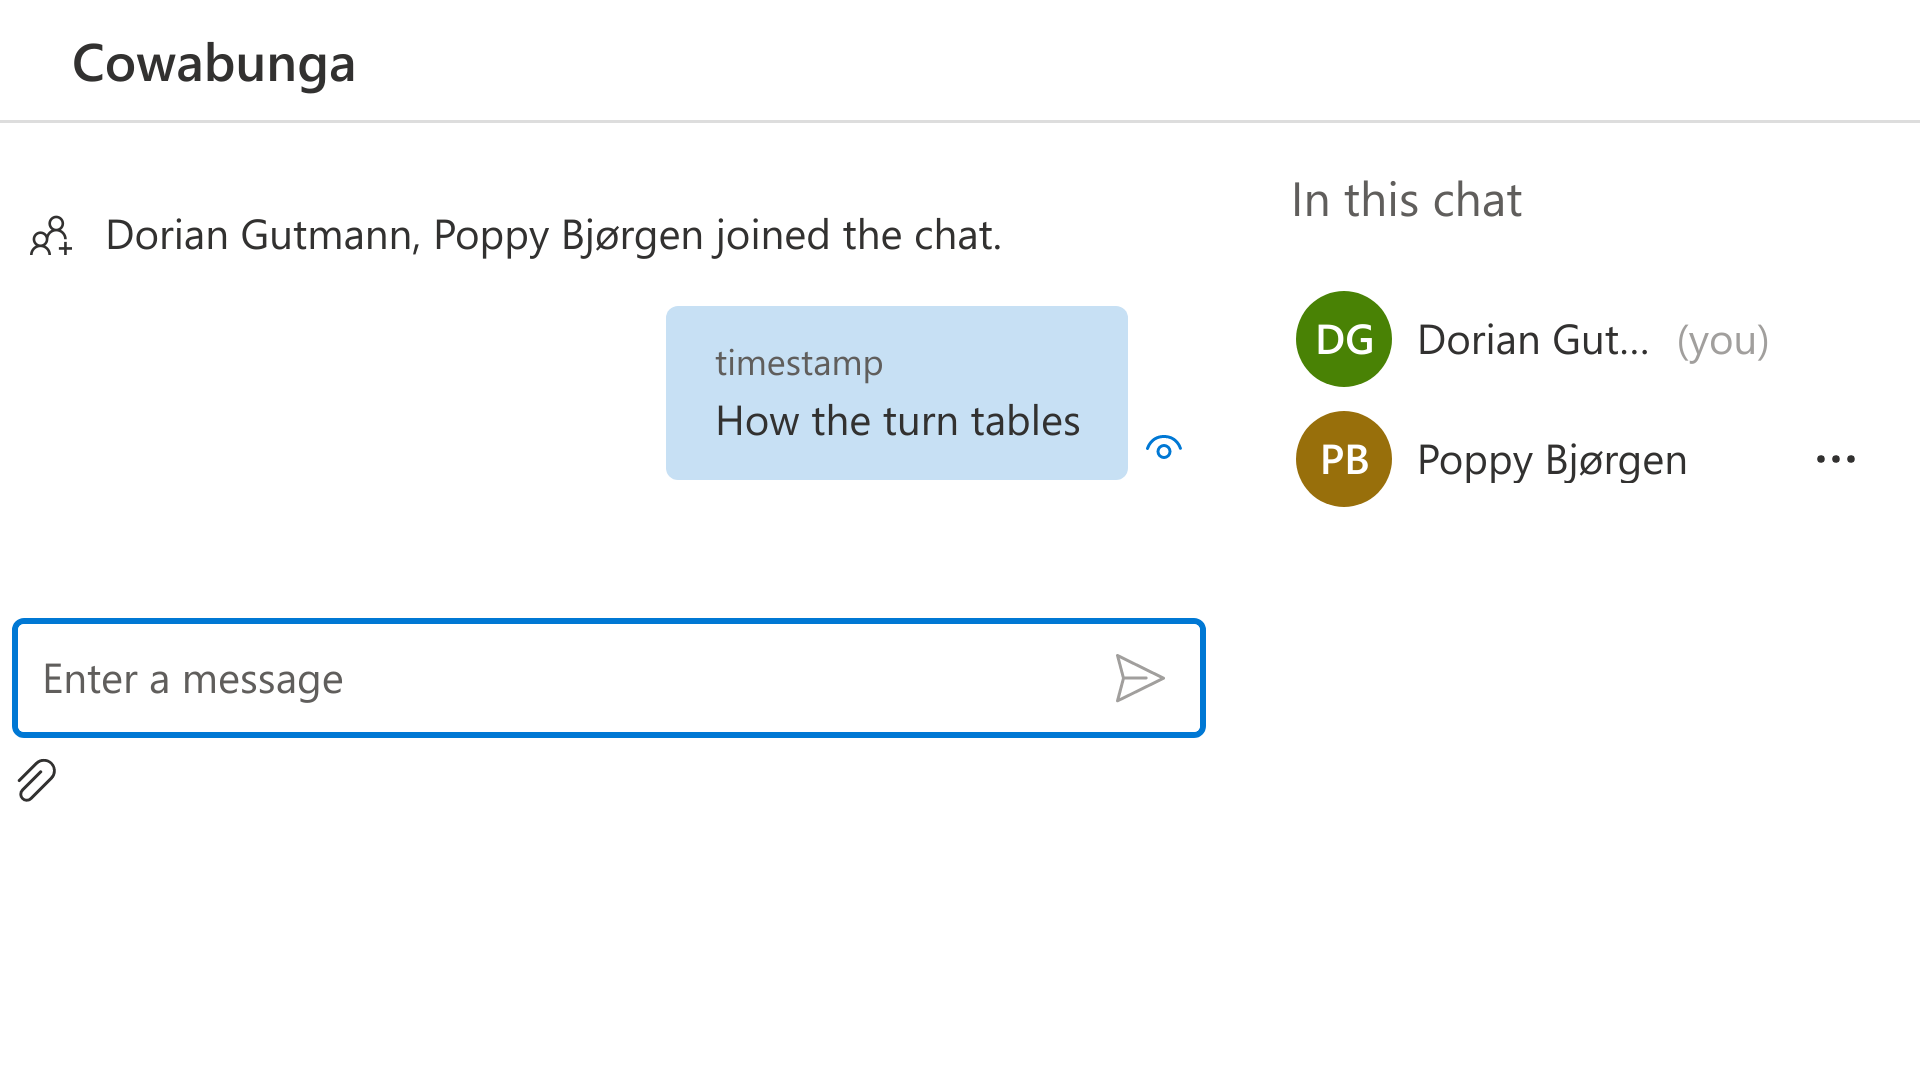 Cowabunga
Dorian Gutmann, Poppy Bjørgen joined the chat.
timestamp
How the turn tables
Enter a message
In this chat
DG Dorian Gut... (you)
PB Poppy Bjørgen